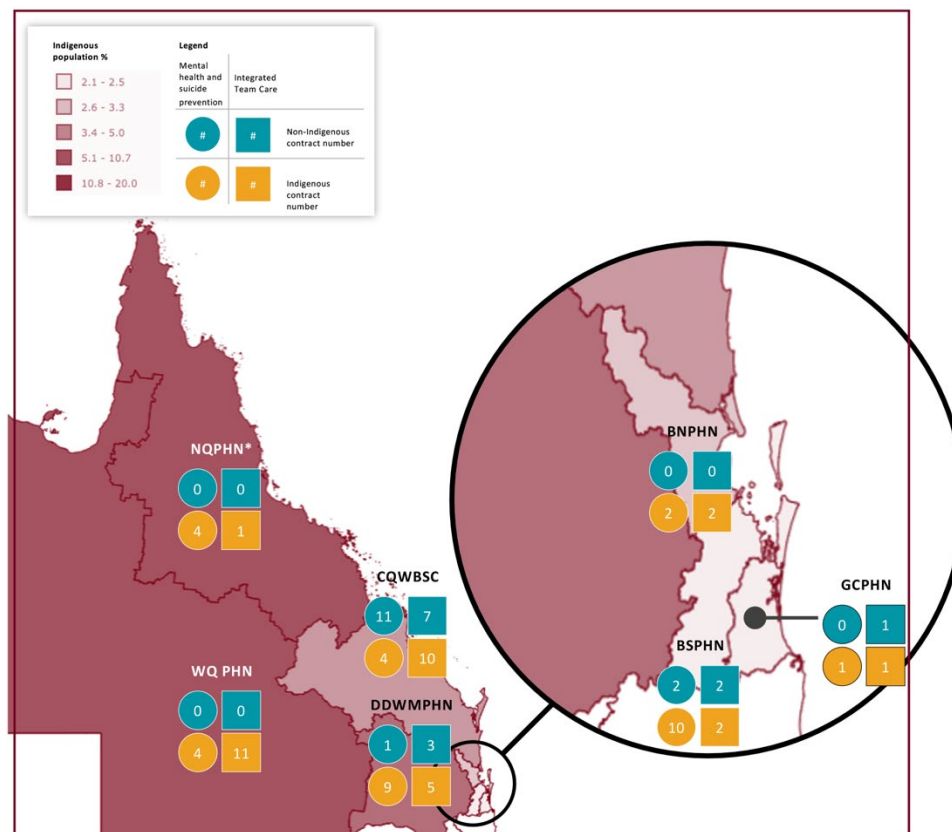 Indigenous
population %
2.1 - 2.5
2.6 - 3.3
3.4 - 5.0
5.1 - 10.7
10.8 - 20.0
Legend
Mental
health and
suicide
prevention
Integrated
Team Care
# #
Non-Indigenous
contract number
# #
Indigenous
contract
number
NQPHN*
0 0
4 1
CQWBSC
11 7
4 10
WQ PHN
0 0
4 11
DDWMPHN
1 3
9 5
BNPHN
0 0
2 2
GCPHN
0 1
1 1
BSPHN
2 2
10 2